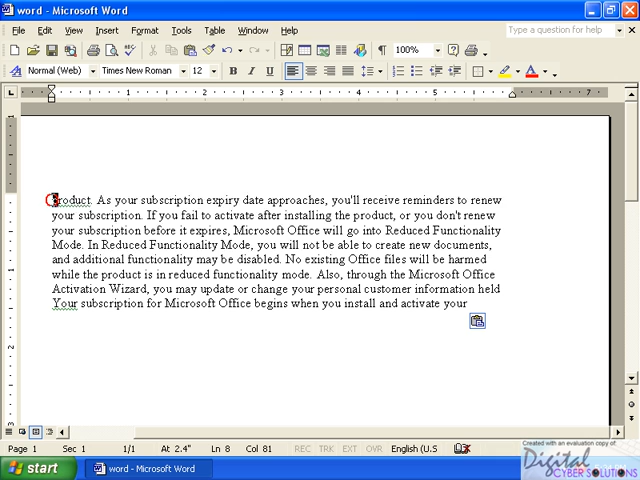 word - Microsoft Word
File Edit View Insert Format Tools Table Window Help Type a question for help
100%
Normal (Web) Times New Roman 12 B I U
1 2 3 4 5 6 7
Product. As your subscription expiry date approaches, you'll receive reminders to renew
your subscription. If you fail to activate after installing the product, or you don't renew
your subscription before it expires, Microsoft Office will go into Reduced Functionality
Mode. In Reduced Functionality Mode, you will not be able to create new documents,
and additional functionality may be disabled. No existing Office files will be harmed
while the product is in reduced functionality mode. Also, through the Microsoft Office
Activation Wizard, you may update or change your personal customer information held
Your subscription for Microsoft Office begins when you install and activate your
Page 1 Sec 1 1/1 At 2.4" Ln 8 Col 81 REC TRK EXT OVR English (U.S
Created with an evaluation copy of
Digital
CYBER SOLUTIONS
start word - Microsoft Word